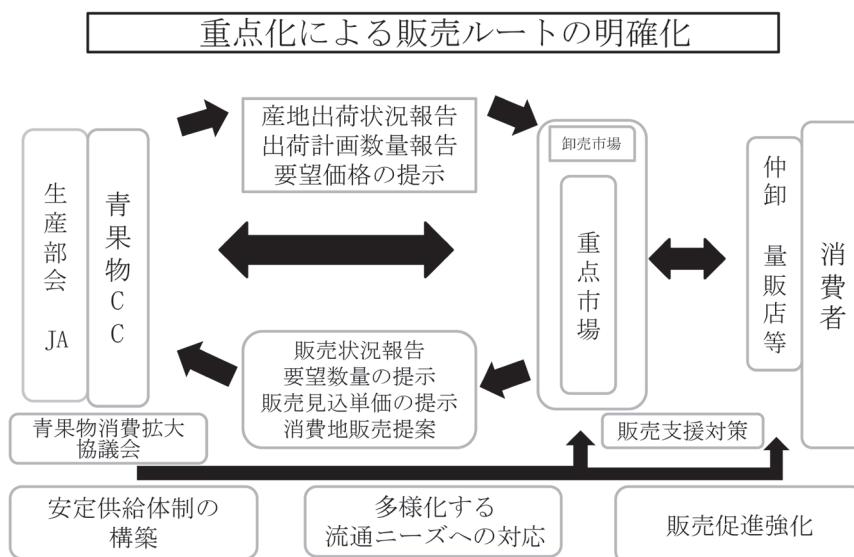 重点化による販売ルートの明確化
産地出荷状況報告
出荷計画数量報告
要望価格の提示
生産部会 JA
青果物CC
卸売市場
重点市場
仲卸 量販店等
消費者
販売状況報告
要望数量の提示
販売見込単価の提示
消費地販売提案
青果物消費拡大
協議会
販売支援対策
安定供給体制の
構築
多様化する
流通ニーズへの対応
販売促進強化